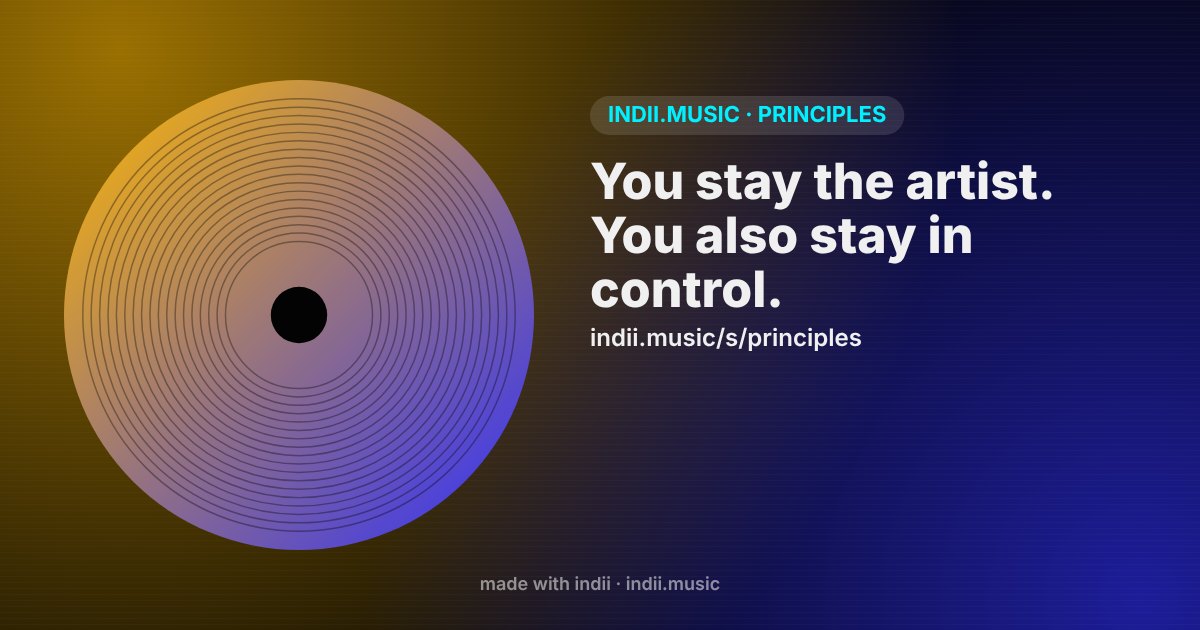 INDII.MUSIC · PRINCIPLES
You stay the artist.
You also stay in
control.
indii.music/s/principles
made with indii · indii.music